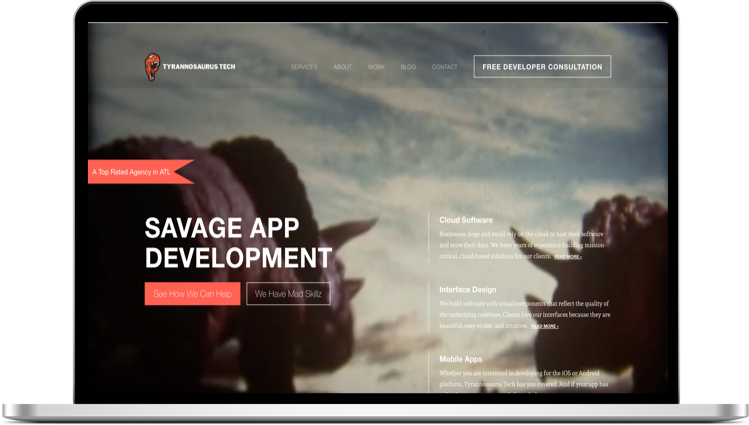 TYRANNOSAURUS TECH
SERVICES ABOUT WORK BLOG CONTACT
FREE DEVELOPER CONSULTATION
A Top Rated Agency in ATL
SAVAGE APP
DEVELOPMENT
See How We Can Help
We Have Mad Skillz
Cloud Software
Businesses large and small rely on the cloud to host their software
and store their data. We have years of experience building mission-
critical, cloud-based solutions for our clients. READ MORE ›
Interface Design
We build software with visual components that reflect the quality of
the underlying codebase. Clients love our interfaces because they are
beautiful, easy-to-use, and intuitive. READ MORE ›
Mobile Apps
Whether you are interested in developing for the iOS or Android
platform, Tyrannosaurus Tech has you covered. And if your app has